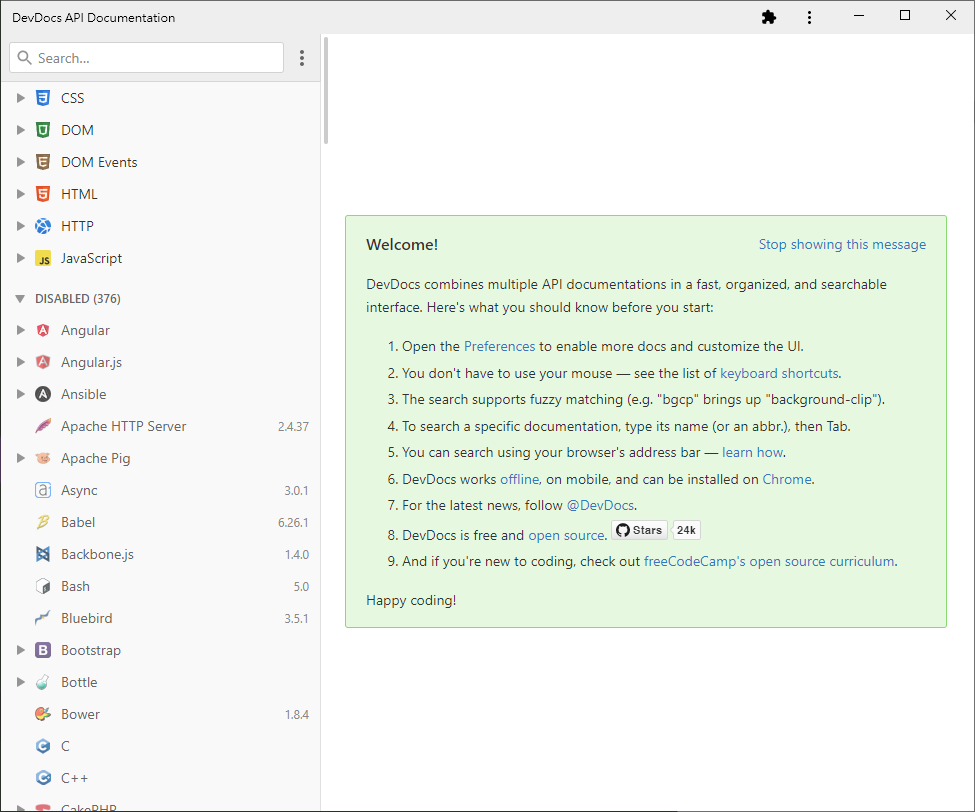 DevDocs API Documentation
Search...
CSS
DOM
DOM Events
HTML
HTTP
JavaScript
DISABLED (376)
Angular
Angular.js
Ansible
Apache HTTP Server 2.4.37
Apache Pig
Async 3.0.1
Babel 6.26.1
Backbone.js 1.4.0
Bash 5.0
Bluebird 3.5.1
Bootstrap
Bottle
Bower 1.8.4
C
C++
CakePHP
Welcome! Stop showing this message
DevDocs combines multiple API documentations in a fast, organized, and searchable
interface. Here's what you should know before you start:
1. Open the Preferences to enable more docs and customize the UI.
2. You don't have to use your mouse — see the list of keyboard shortcuts.
3. The search supports fuzzy matching (e.g. "bgcp" brings up "background-clip").
4. To search a specific documentation, type its name (or an abbr.), then Tab.
5. You can search using your browser's address bar — learn how.
6. DevDocs works offline, on mobile, and can be installed on Chrome.
7. For the latest news, follow @DevDocs.
8. DevDocs is free and open source. Stars 24k
9. And if you're new to coding, check out freeCodeCamp's open source curriculum.
Happy coding!